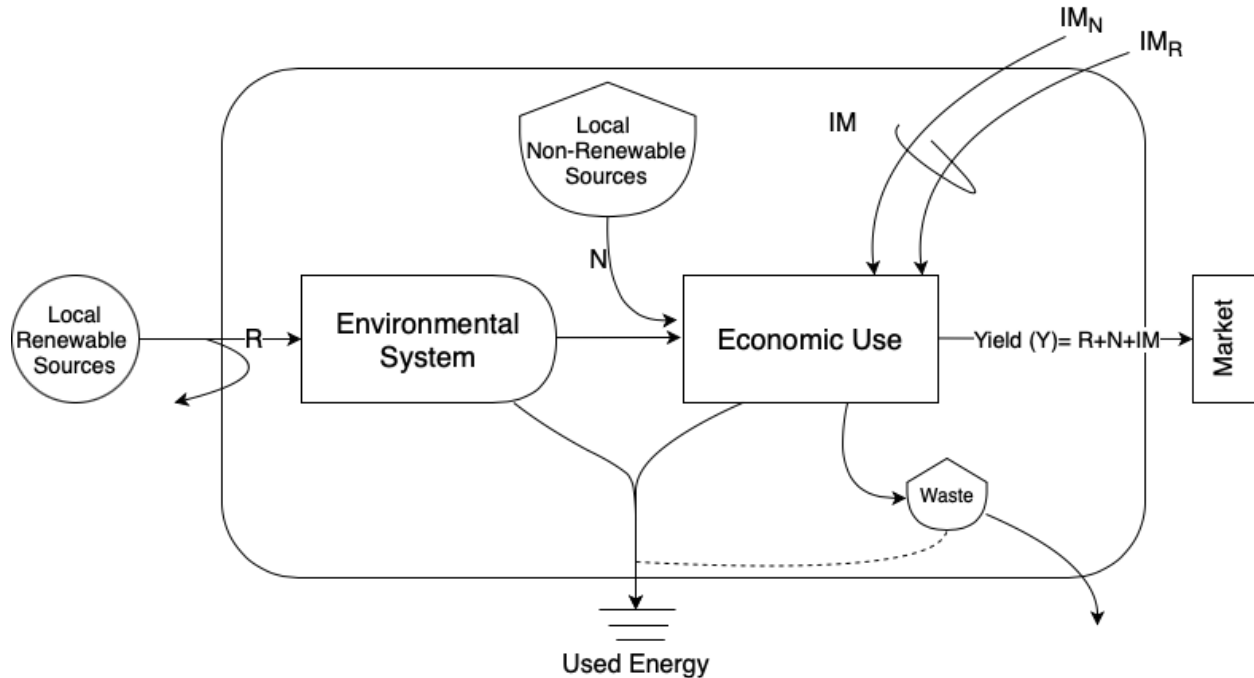 IM_N
IM_R
IM
Local
Non-Renewable
Sources
N
Local
Renewable
Sources
R
Environmental
System
Economic Use
Yield (Y)= R+N+IM
Market
Waste
Used Energy